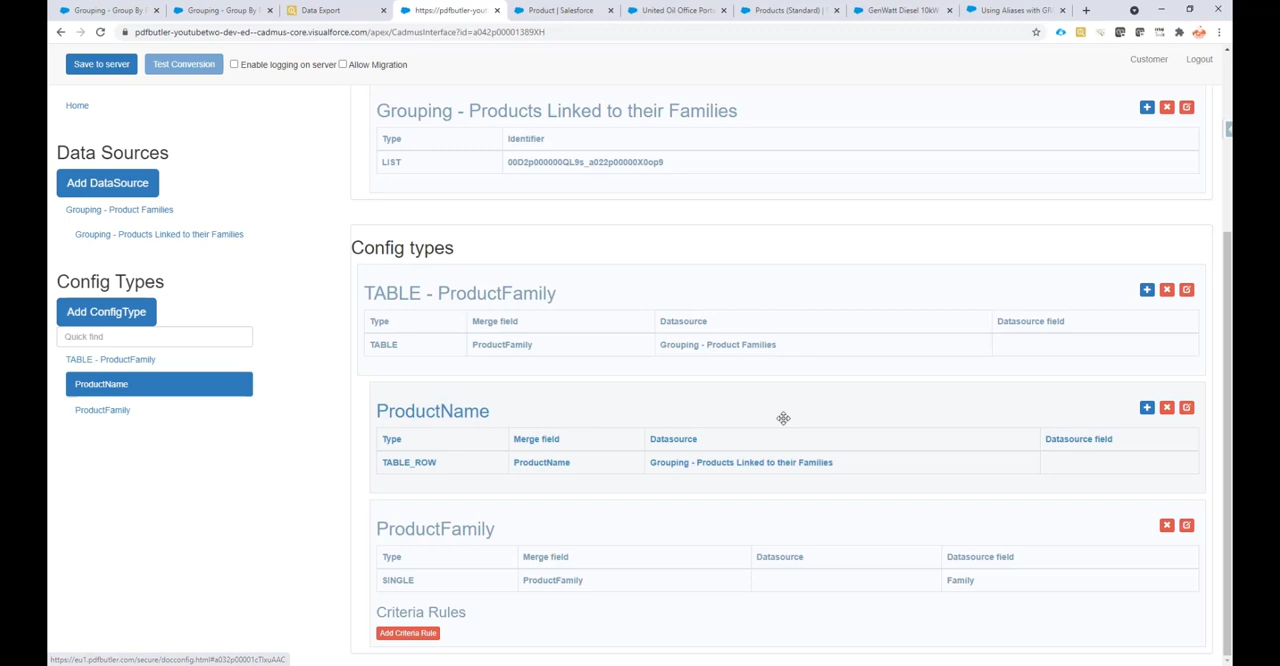 Grouping - Group By
Grouping - Group By
Data Export
https://pdfbutler-youtubetwo
Product | Salesforce
United Oil Office Port
Products (Standard) |
GenWatt Diesel 10kW
Using Aliases with GR
pdfbutler-youtubetwo-dev-ed--cadmus-core.visualforce.com/apex/CadmusInterface?id=a042p00001389XH
Save to server
Test Conversion
Enable logging on server
Allow Migration
Customer
Logout
Home
Data Sources
Add DataSource
Grouping - Product Families
Grouping - Products Linked to their Families
Config Types
Add ConfigType
Quick find
TABLE - ProductFamily
ProductName
ProductFamily
Grouping - Products Linked to their Families
Type Identifier
LIST 00D2p000000QL9s_a022p00000X0op9
Config types
TABLE - ProductFamily
Type Merge field Datasource Datasource field
TABLE ProductFamily Grouping - Product Families
ProductName
Type Merge field Datasource Datasource field
TABLE_ROW ProductName Grouping - Products Linked to their Families
ProductFamily
Type Merge field Datasource Datasource field
SINGLE ProductFamily Family
Criteria Rules
Add Criteria Rule